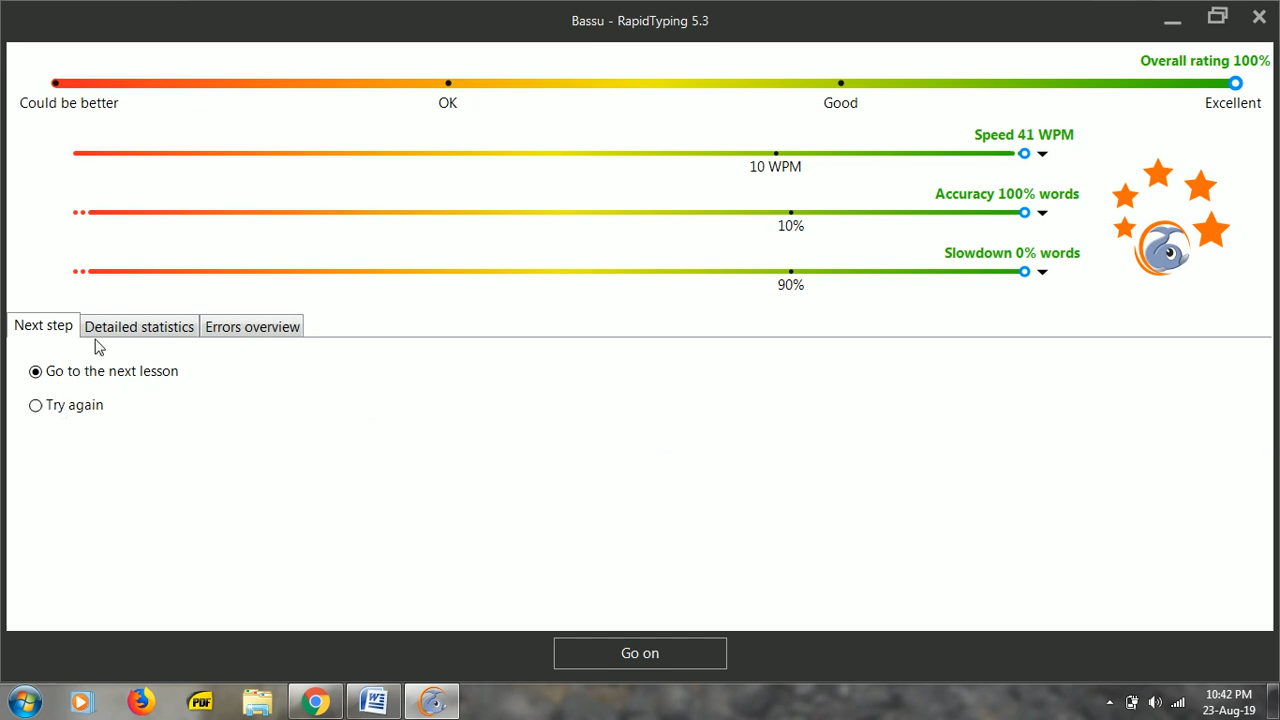 Bassu - RapidTyping 5.3
Overall rating 100%
Could be better OK Good Excellent
Speed 41 WPM
10 WPM
Accuracy 100% words
10%
Slowdown 0% words
90%
Next step Detailed statistics Errors overview
Go to the next lesson
Try again
Go on
PDF
10:42 PM
23-Aug-19